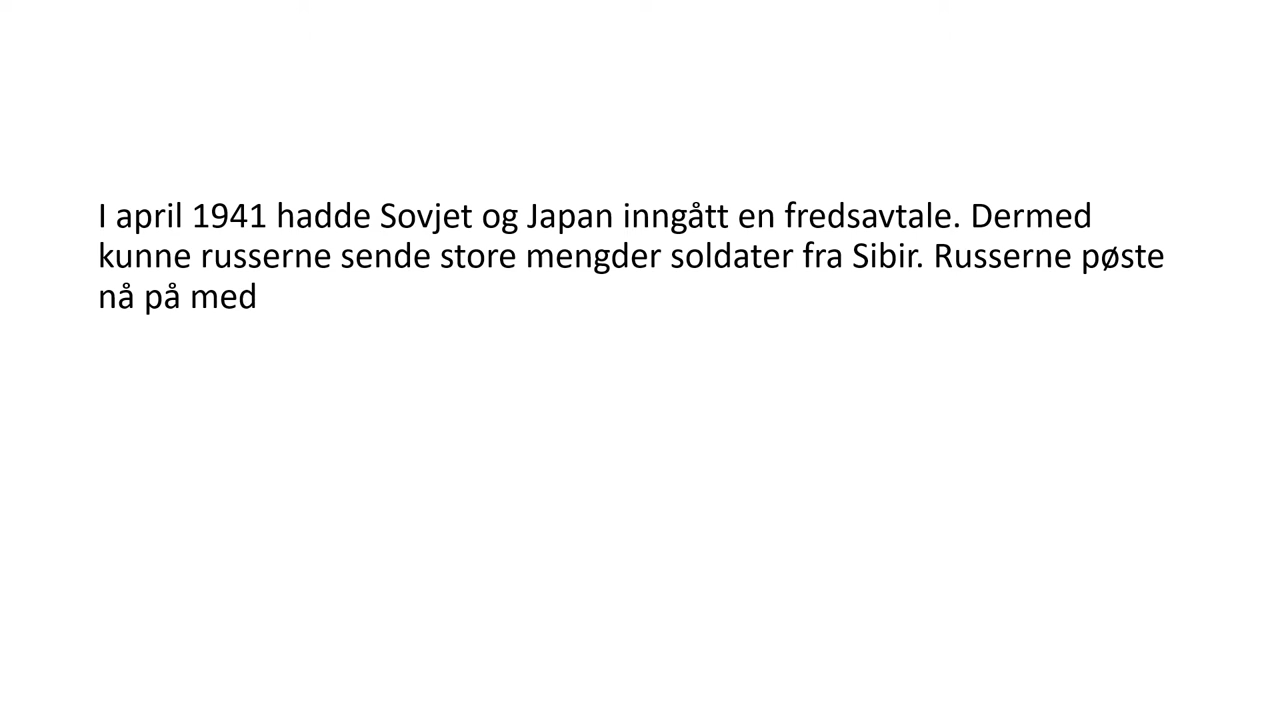 I april 1941 hadde Sovjet og Japan inngått en fredsavtale. Dermed
kunne russerne sende store mengder soldater fra Sibir. Russerne pøste
nå på med